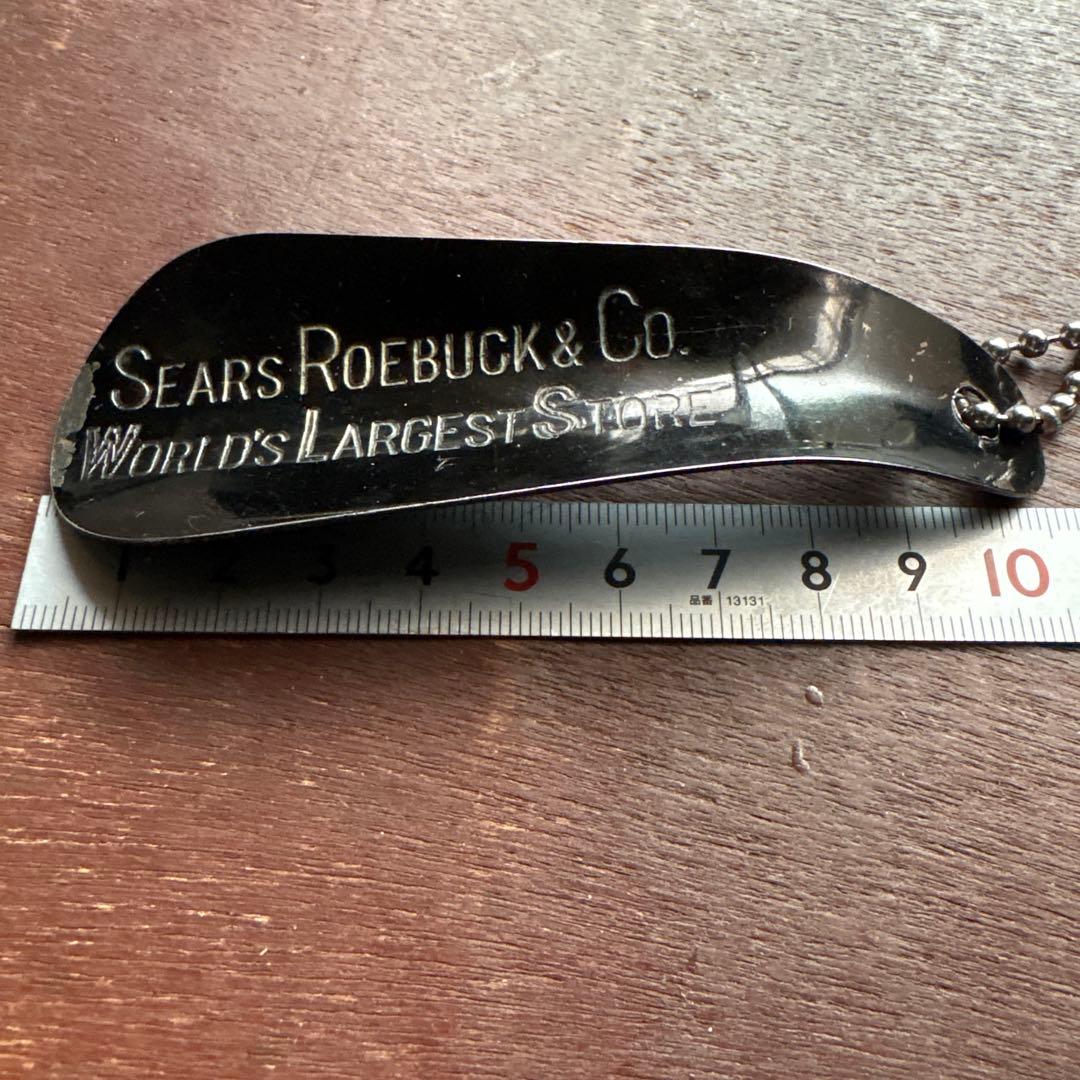 SEARS ROEBUCK & CO.
WORLD'S LARGEST STORE
1 2 3 4 5 6 7 8 9 10
品番 13131